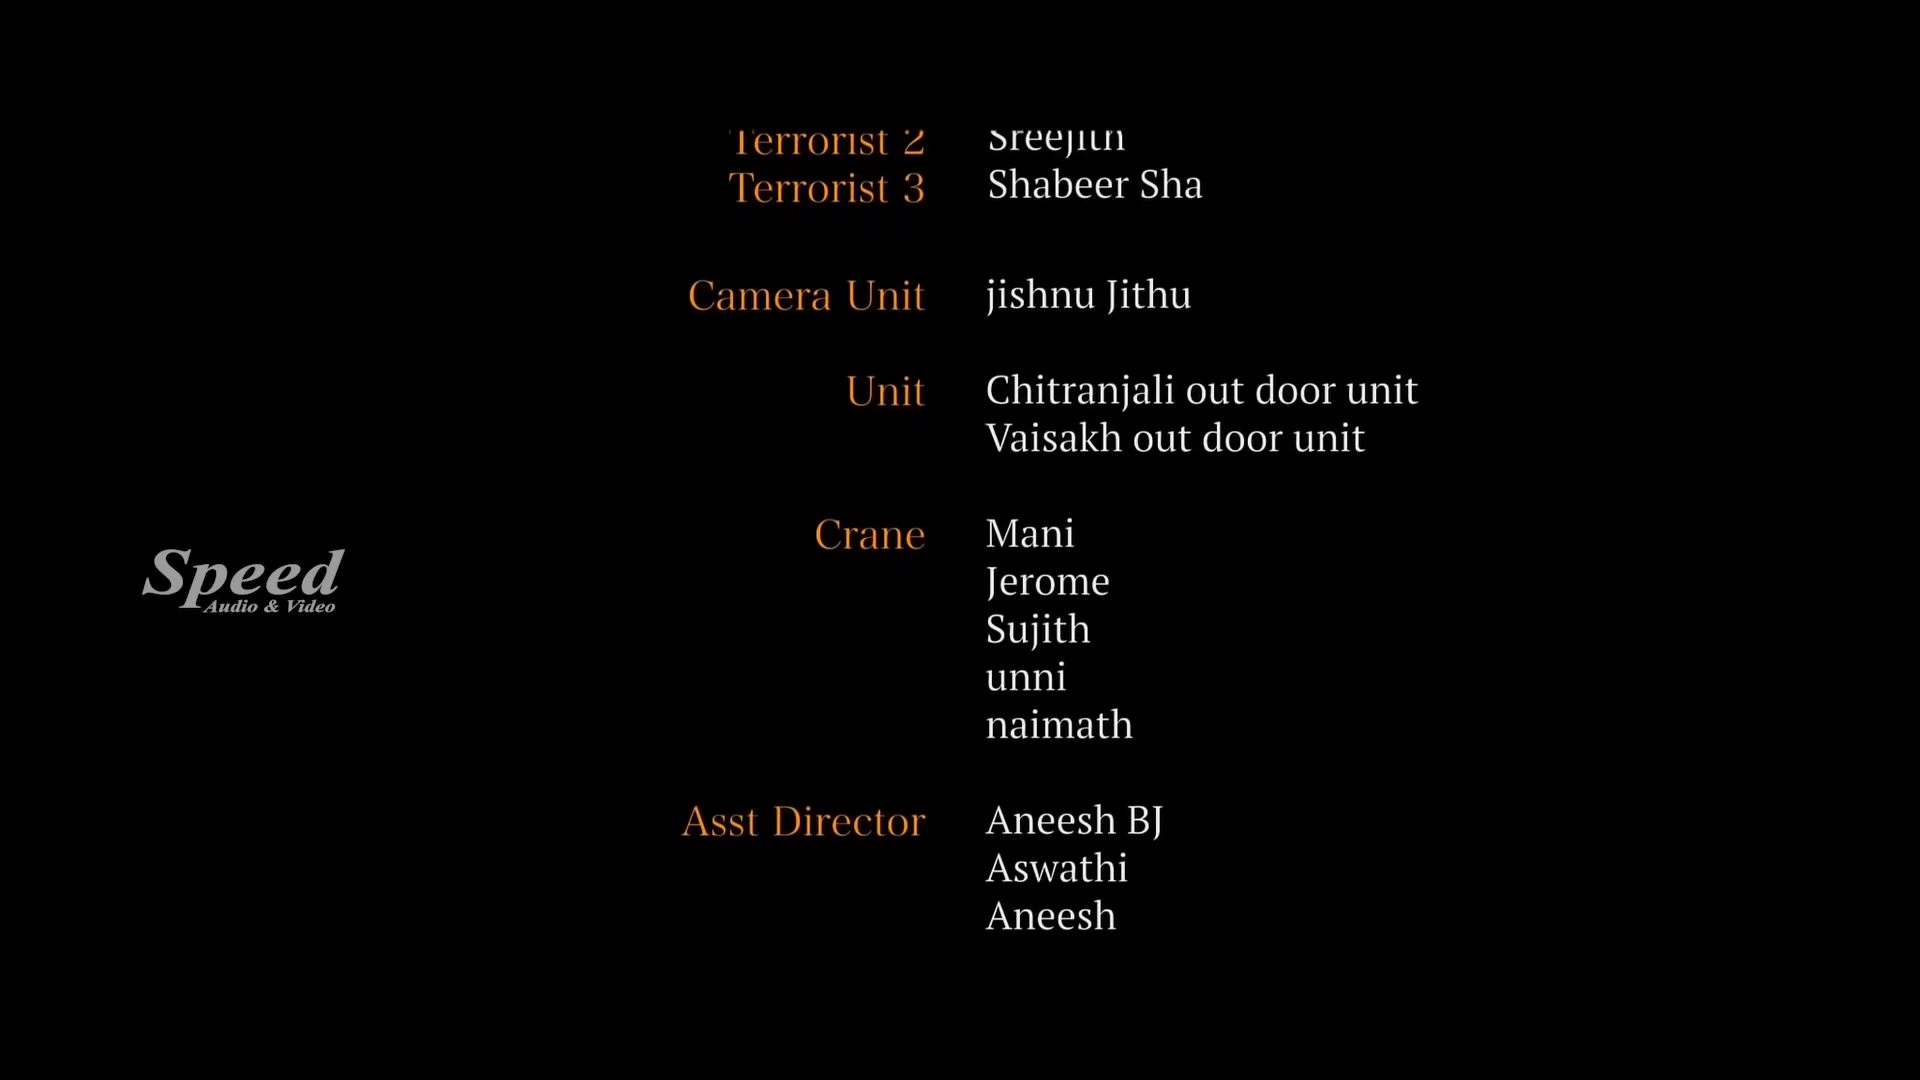 Terrorist 2 Sreejith
Terrorist 3 Shabeer Sha
Camera Unit jishnu Jithu
Unit Chitranjali out door unit
Vaisakh out door unit
Crane Mani
Jerome
Sujith
unni
naimath
Asst Director Aneesh BJ
Aswathi
Aneesh
Speed
Audio & Video